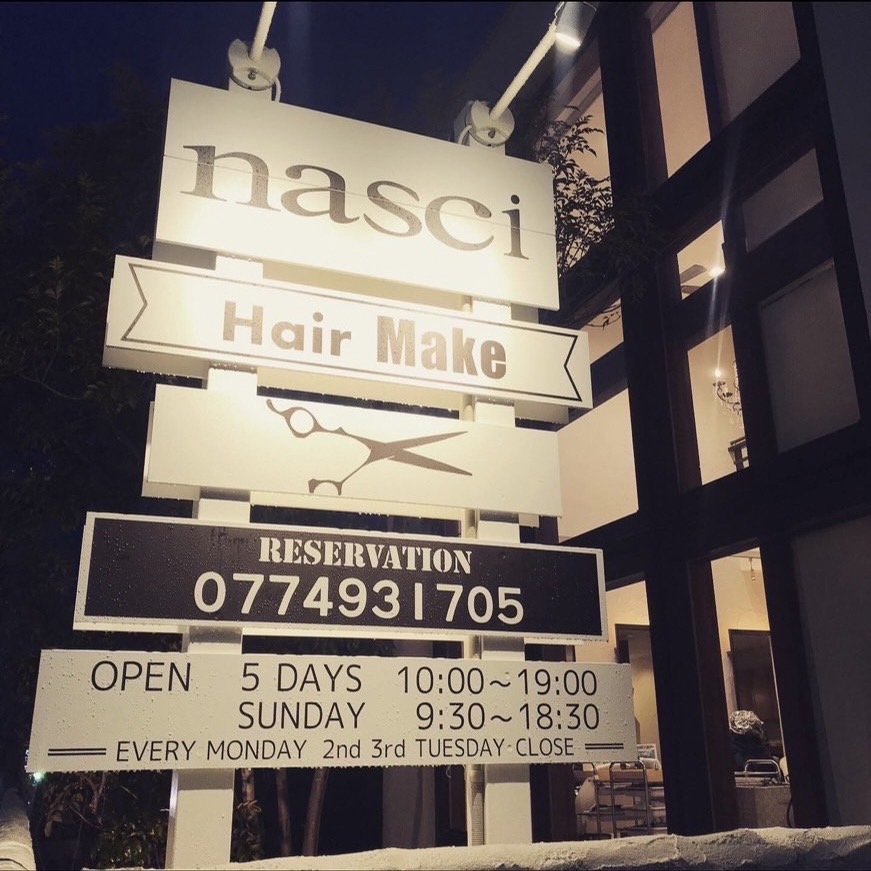 nasci
Hair Make
RESERVATION
0774931705
OPEN 5 DAYS 10:00～19:00
SUNDAY 9:30～18:30
EVERY MONDAY 2nd 3rd TUESDAY CLOSE